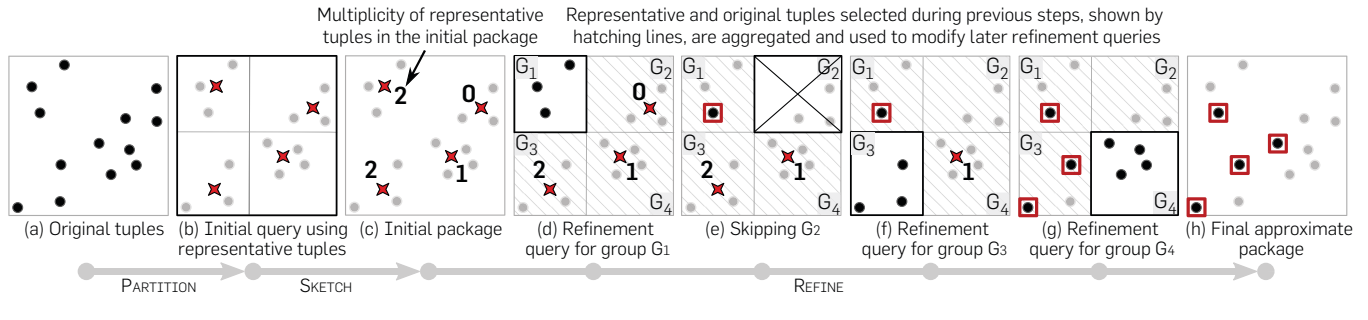 Multiplicity of representative
tuples in the initial package
Representative and original tuples selected during previous steps, shown by
hatching lines, are aggregated and used to modify later refinement queries
2
0
2
1
G1
G2
0
G3
2
1
G4
G1
G2
G3
2
1
G4
G1
G2
G3
1
G4
G1
G2
G3
G4
(a) Original tuples
(b) Initial query using
representative tuples
(c) Initial package
(d) Refinement
query for group G1
(e) Skipping G2
(f) Refinement
query for group G3
(g) Refinement
query for group G4
(h) Final approximate
package
PARTITION
SKETCH
REFINE